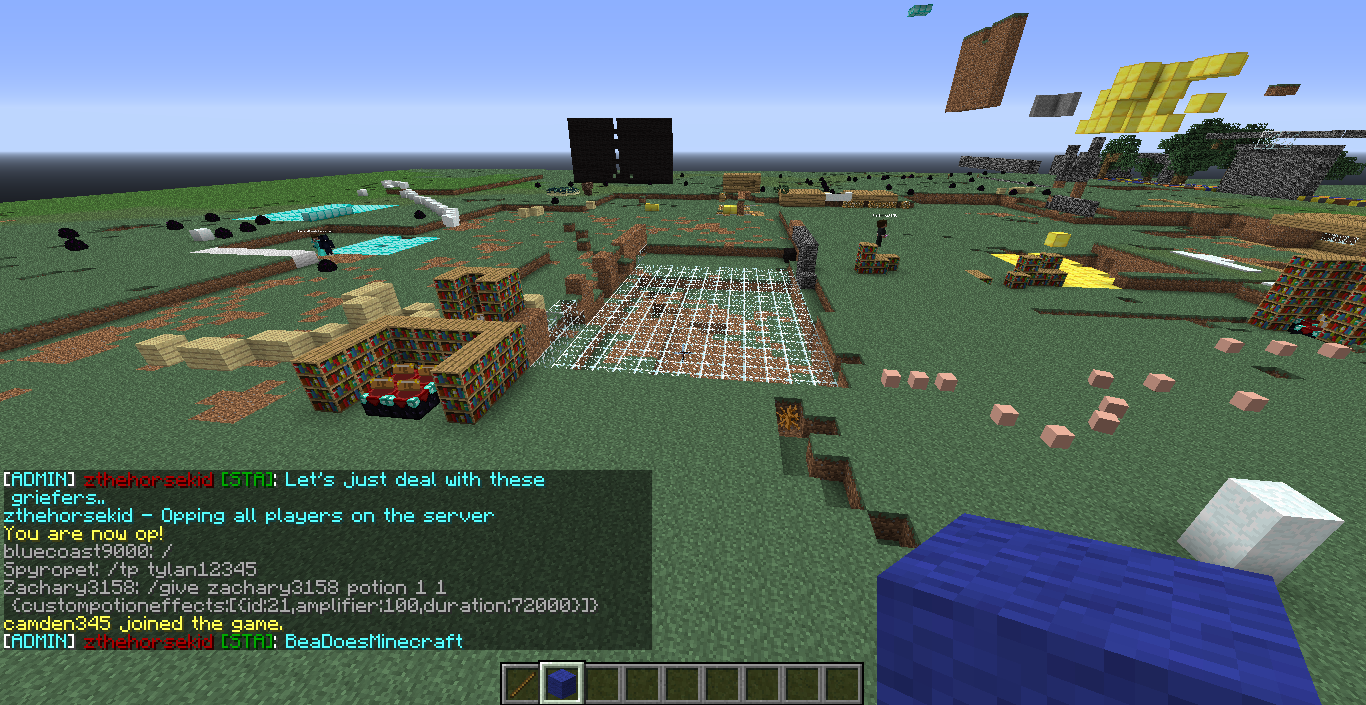 [ADMIN] zthehorsekid [STA]: Let's just deal with these
griefers..
zthehorsekid - Opping all players on the server
You are now op!
bluecoast9000: /
Spyropet: /tp tylan12345
Zachary3158: /give zachary3158 potion 1 1
{custompotioneffects:[{id:21,amplifier:100,duration:72000}]}
camden345 joined the game.
[ADMIN] zthehorsekid [STA]: BeaDoesMinecraft